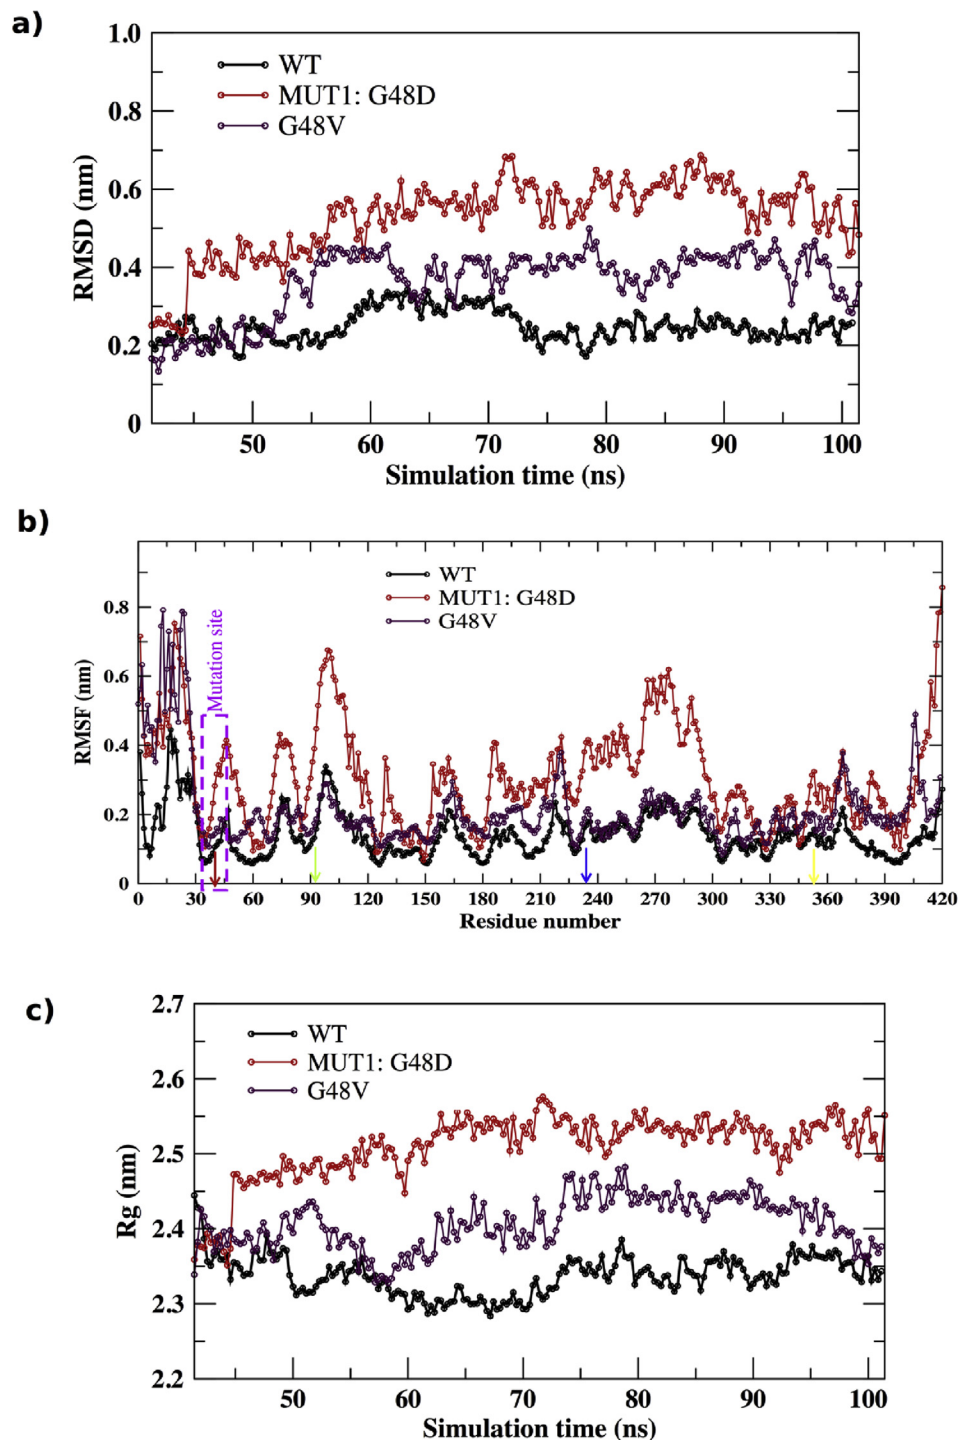 a)
1.0
0.8
0.6
0.4
0.2
0
RMSD (nm)
WT
MUT1: G48D
G48V
50 60 70 80 90 100
Simulation time (ns)
b)
0.8
0.6
0.4
0.2
0
RMSF (nm)
WT
MUT1: G48D
G48V
Mutation site
0 30 60 90 120 150 180 210 240 270 300 330 360 390 420
Residue number
c)
2.7
2.6
2.5
2.4
2.3
2.2
Rg (nm)
WT
MUT1: G48D
G48V
50 60 70 80 90 100
Simulation time (ns)